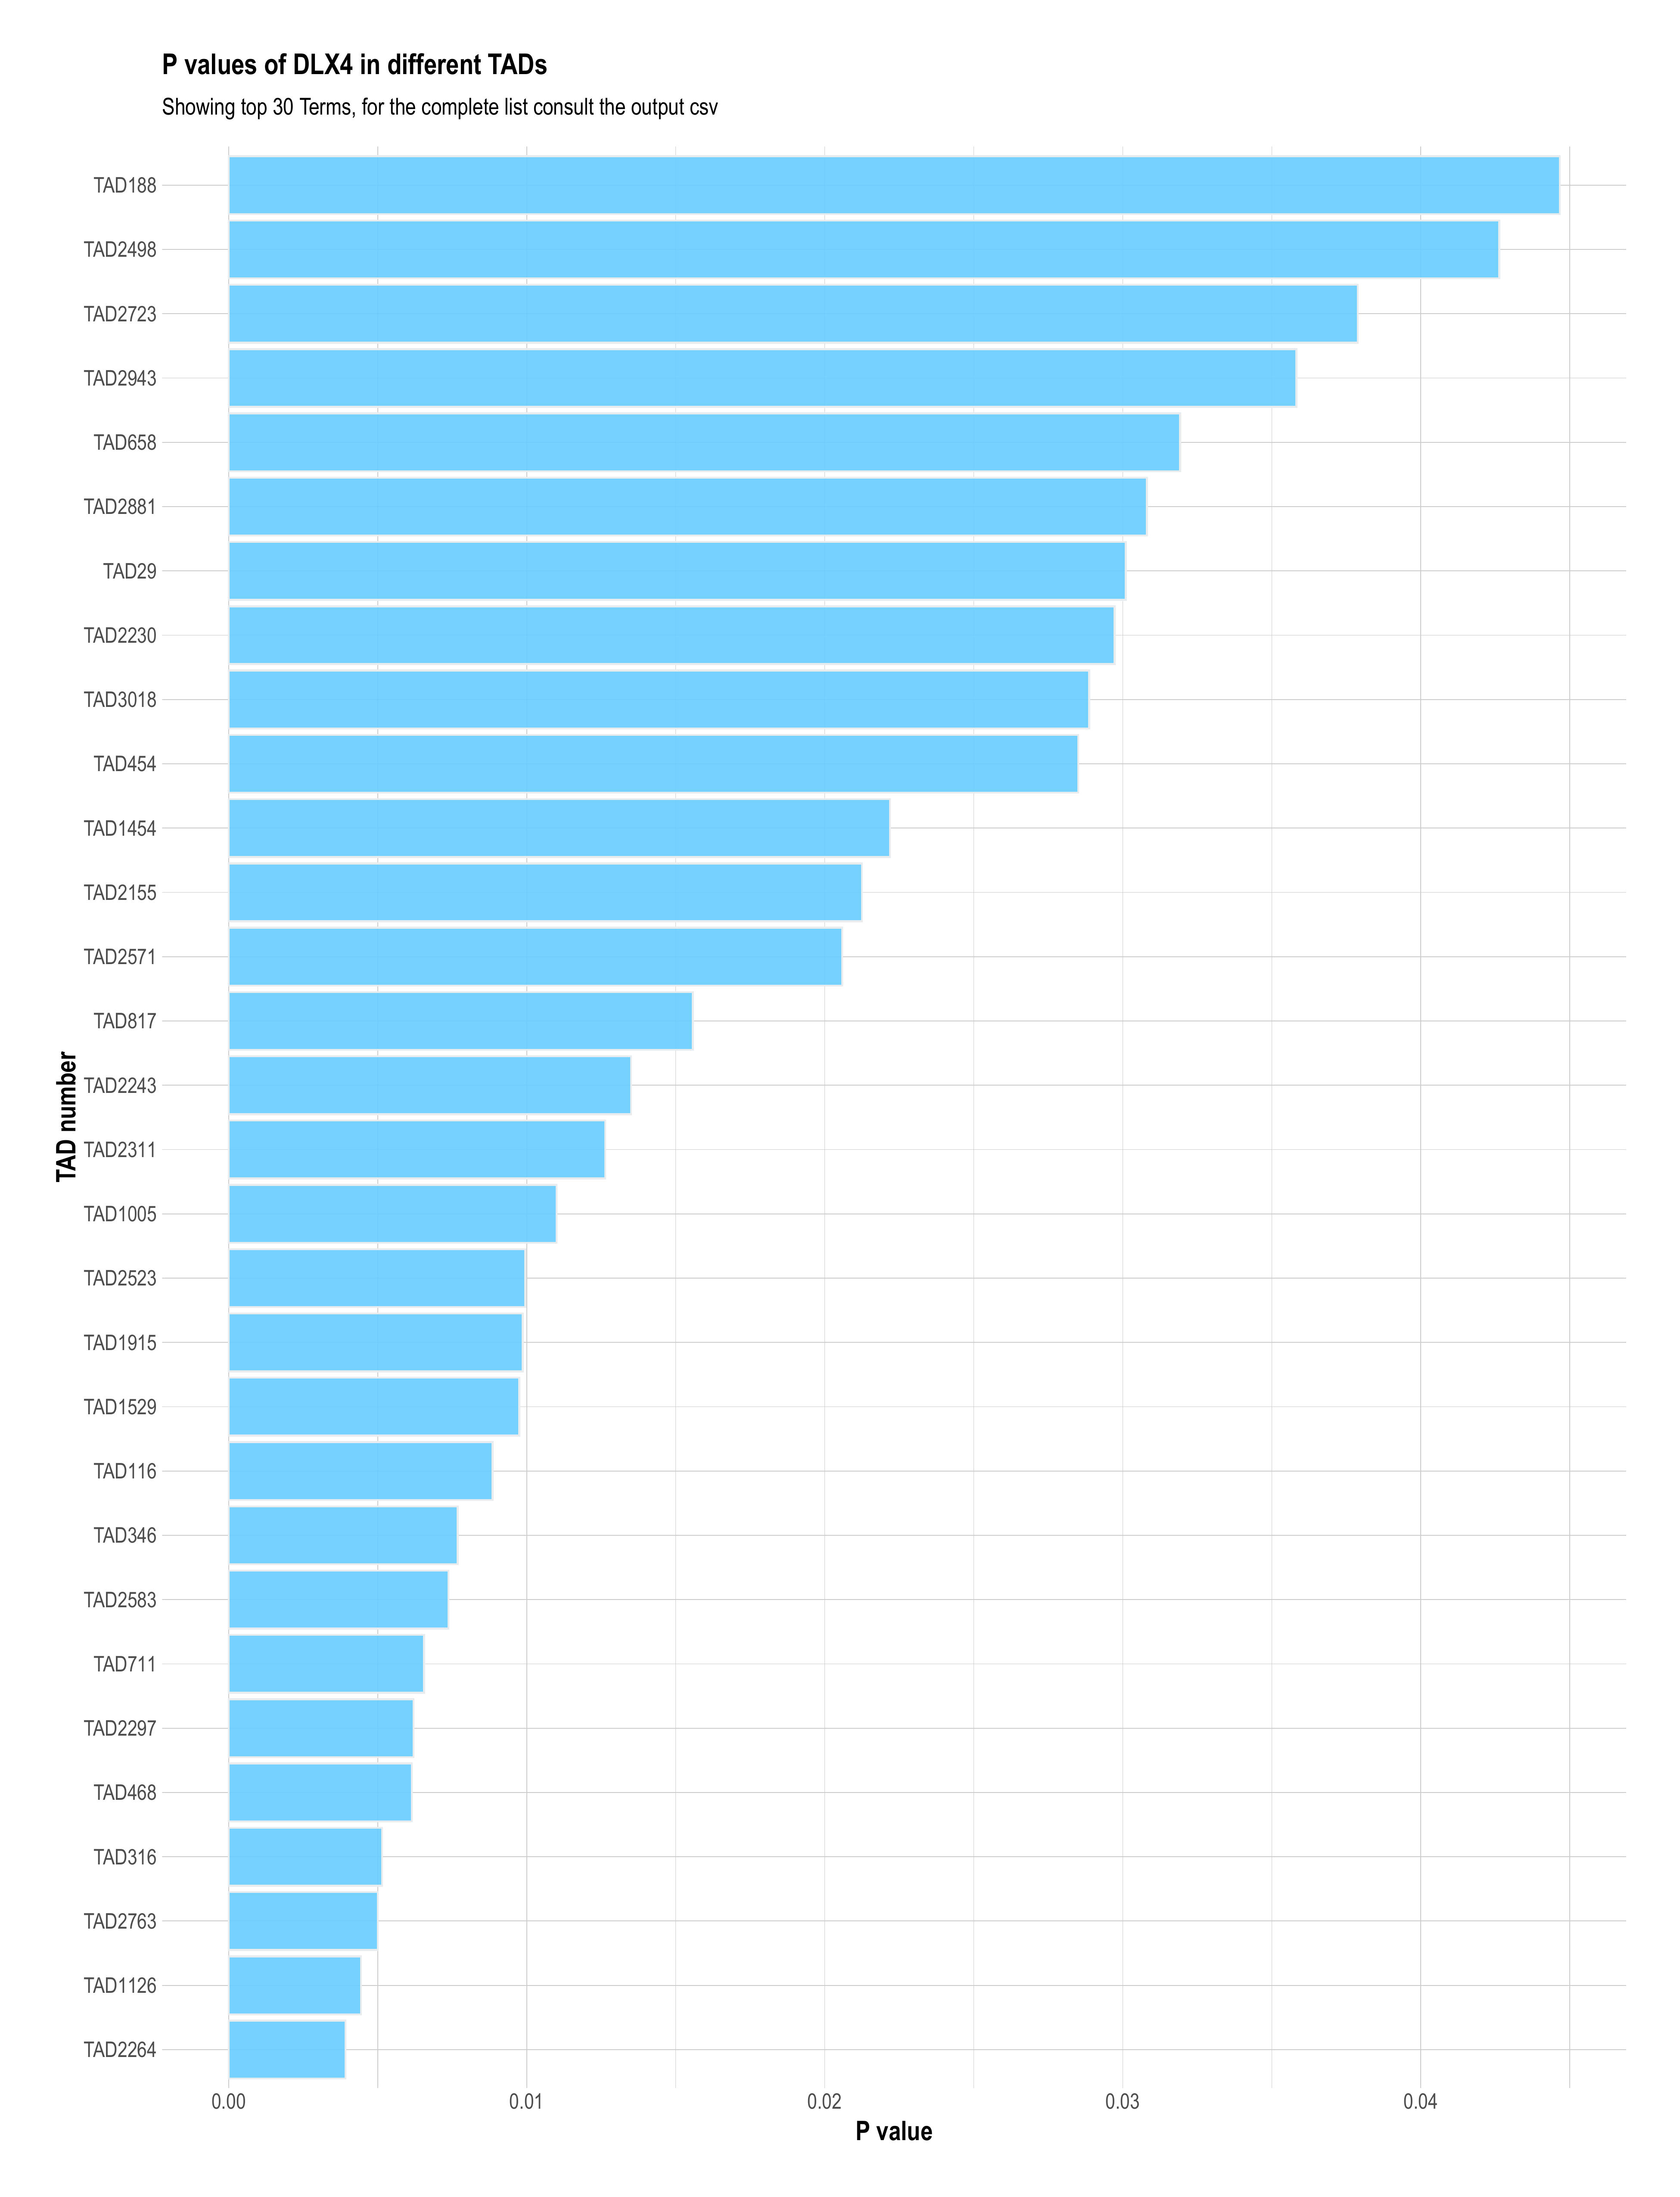 P values of DLX4 in different TADs
Showing top 30 Terms, for the complete list consult the output csv
TAD188
TAD2498
TAD2723
TAD2943
TAD658
TAD2881
TAD29
TAD2230
TAD3018
TAD454
TAD1454
TAD2155
TAD2571
TAD817
TAD2243
TAD2311
TAD1005
TAD2523
TAD1915
TAD1529
TAD116
TAD346
TAD2583
TAD711
TAD2297
TAD468
TAD316
TAD2763
TAD1126
TAD2264
TAD number
0.00 0.01 0.02 0.03 0.04
P value